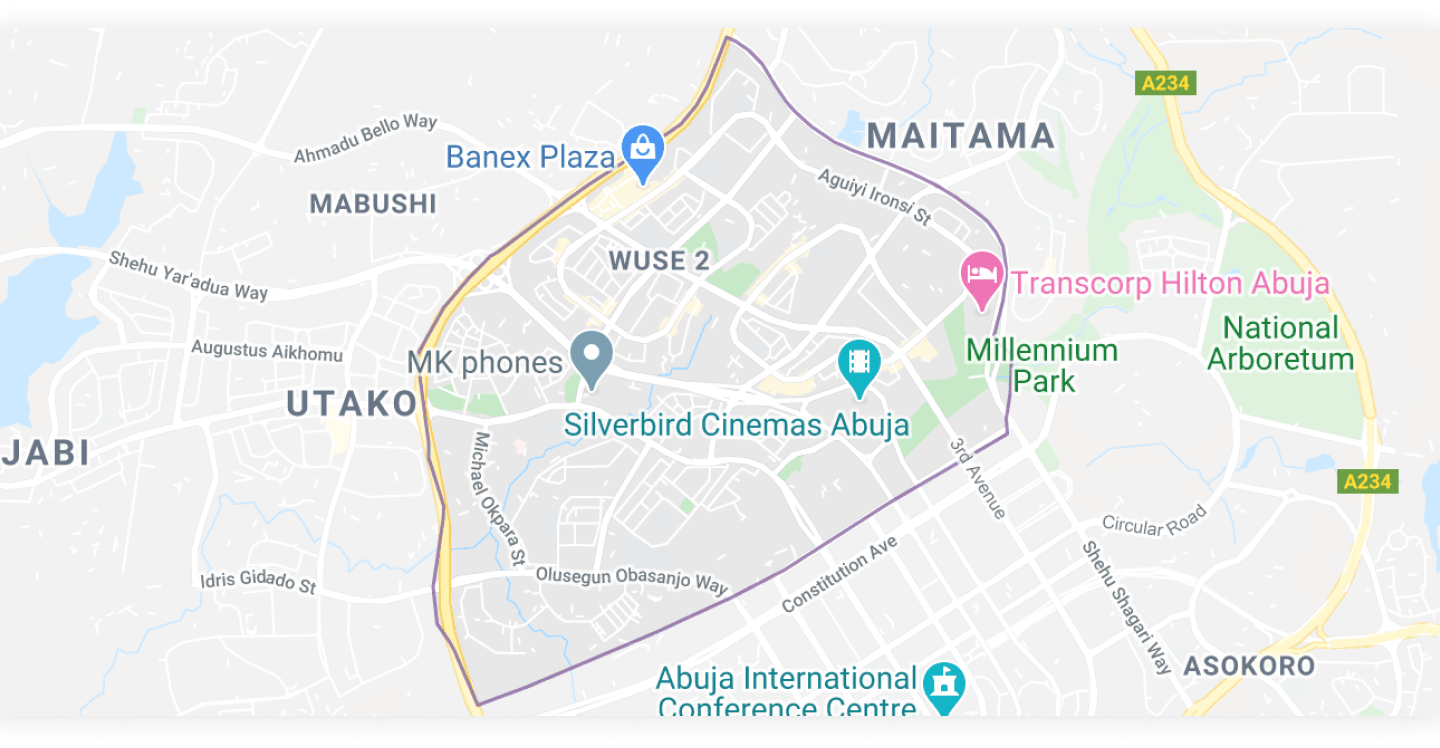 A234
Ahmadu Bello Way
MAITAMA
Banex Plaza
Aguiyi Ironsi St
MABUSHI
WUSE 2
Shehu Yar'adua Way
Transcorp Hilton Abuja
National
Arboretum
Augustus Aikhomu
MK phones
Millennium
Park
UTAKO
Silverbird Cinemas Abuja
JABI
Michael Okpara St
3rd Avenue
A234
Circular Road
Constitution Ave
Shehu Shagari Way
Idris Gidado St
Olusegun Obasanjo Way
ASOKORO
Abuja International
Conference Centre